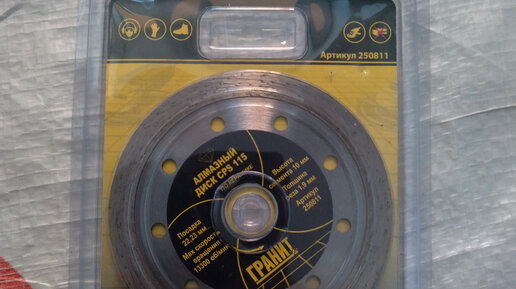 Артикул 250811
АЛМАЗНЫЙ
ДИСК CPS 115
Высота
сегмента 10 мм
Толщина
реза 1,9 мм
Артикул
250811
Посадка
22,23 мм
Мах скорость
вращения
13300 об/мин
ГРАНИТ